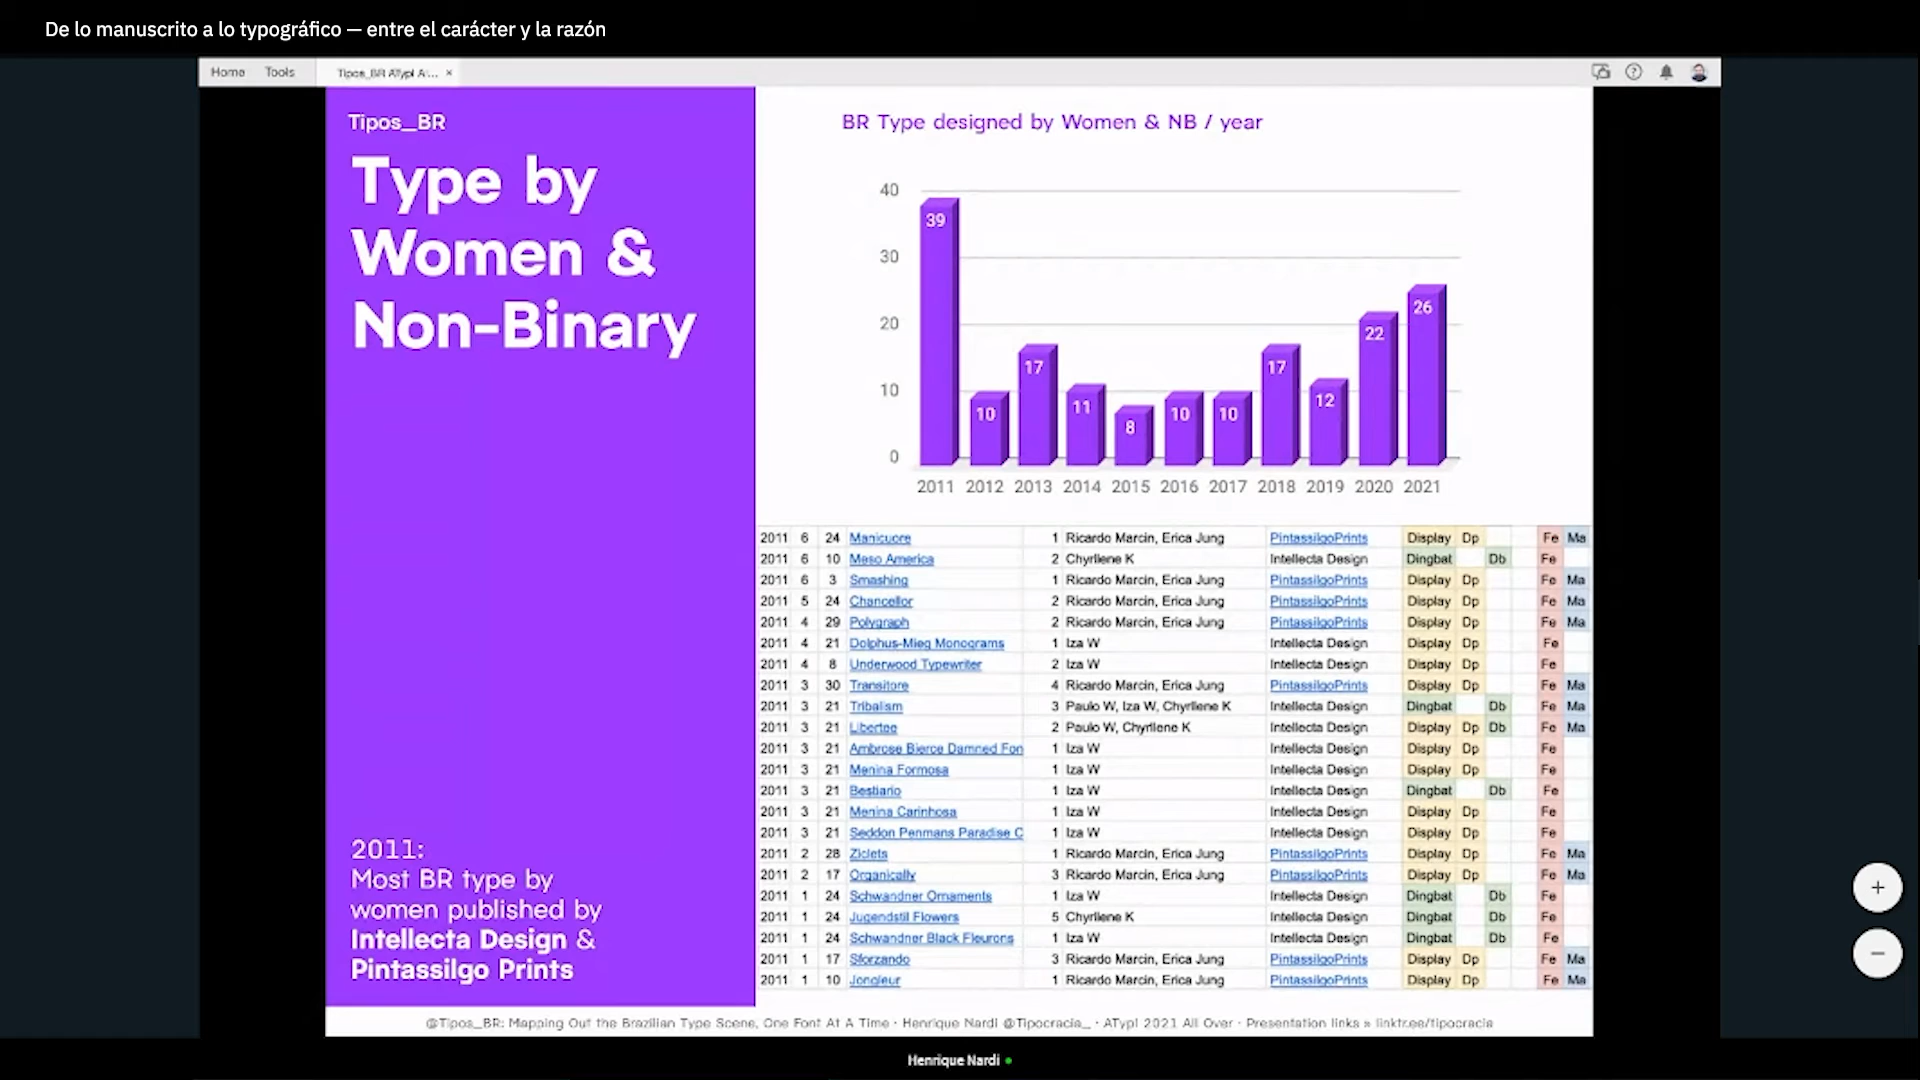 De lo manuscrito a lo typográfico — entre el carácter y la razón
Home Tools Tipos_BR ATypI A... ×
Tipos_BR
Type by
Women &
Non-Binary
2011:
Most BR type by
women published by
Intellecta Design &
Pintassilgo Prints
BR Type designed by Women & NB / year
40
30
20
10
0
39 10 17 11 8 10 10 17 12 22 26
2011 2012 2013 2014 2015 2016 2017 2018 2019 2020 2021
2011 6 24 Manicuore 1 Ricardo Marcin, Erica Jung PintassilgoPrints Display Dp Fe Ma
2011 6 10 Meso America 2 Chyrllene K Intellecta Design Dingbat Db Fe
2011 6 3 Smashing 1 Ricardo Marcin, Erica Jung PintassilgoPrints Display Dp Fe Ma
2011 5 24 Chancellor 2 Ricardo Marcin, Erica Jung PintassilgoPrints Display Dp Fe Ma
2011 4 29 Polygraph 2 Ricardo Marcin, Erica Jung PintassilgoPrints Display Dp Fe Ma
2011 4 21 Dolphus-Mieg Monograms 1 Iza W Intellecta Design Display Dp Fe
2011 4 8 Underwood Typewriter 2 Iza W Intellecta Design Display Dp Fe
2011 3 30 Transitore 4 Ricardo Marcin, Erica Jung PintassilgoPrints Display Dp Fe Ma
2011 3 21 Tribalism 3 Paulo W, Iza W, Chyrllene K Intellecta Design Dingbat Db Fe Ma
2011 3 21 Libertee 2 Paulo W, Chyrllene K Intellecta Design Display Dp Db Fe Ma
2011 3 21 Ambrose Bierce Damned Fon 1 Iza W Intellecta Design Display Dp Fe
2011 3 21 Menina Formosa 1 Iza W Intellecta Design Display Dp Fe
2011 3 21 Bestiario 1 Iza W Intellecta Design Dingbat Db Fe
2011 3 21 Menina Carinhosa 1 Iza W Intellecta Design Display Dp Fe
2011 3 21 Seddon Penmans Paradise C 1 Iza W Intellecta Design Display Dp Fe
2011 2 28 Ziclets 1 Ricardo Marcin, Erica Jung PintassilgoPrints Display Dp Fe Ma
2011 2 17 Organically 3 Ricardo Marcin, Erica Jung PintassilgoPrints Display Dp Fe Ma
2011 1 24 Schwandner Ornaments 1 Iza W Intellecta Design Dingbat Db Fe
2011 1 24 Jugendstil Flowers 5 Chyrllene K Intellecta Design Dingbat Db Fe
2011 1 24 Schwandner Black Fleurons 1 Iza W Intellecta Design Dingbat Db Fe
2011 1 17 Sforzando 3 Ricardo Marcin, Erica Jung PintassilgoPrints Display Dp Fe Ma
2011 1 10 Jongleur 1 Ricardo Marcin, Erica Jung PintassilgoPrints Display Dp Fe Ma
@Tipos_BR: Mapping Out the Brazilian Type Scene, One Font At A Time · Henrique Nardi @Tipocracia_ · ATypI 2021 All Over · Presentation links » linktr.ee/tipocracia
Henrique Nardi